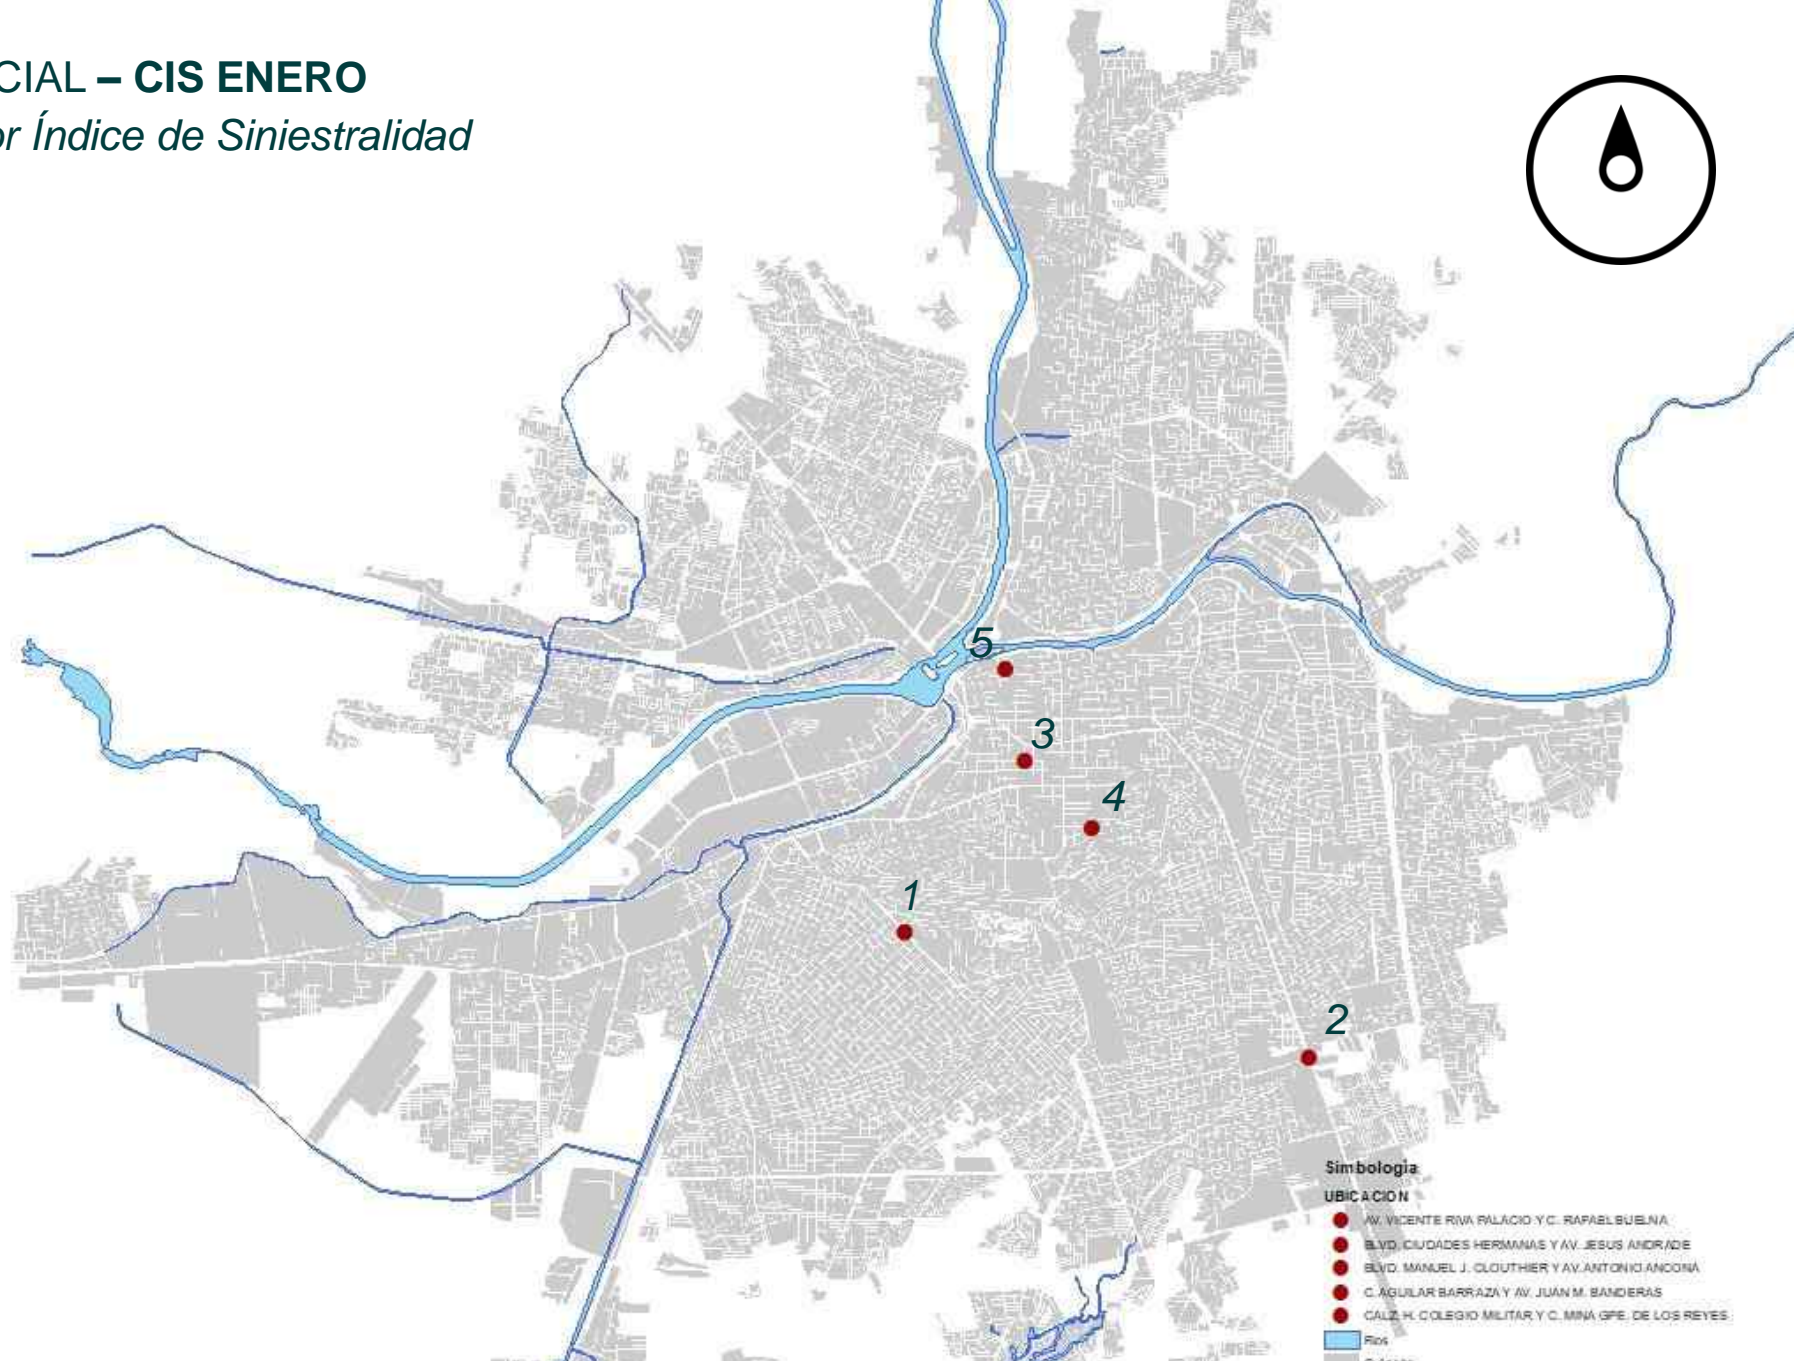 CIAL – CIS ENERO
or Índice de Siniestralidad
5
3
4
1
2
Simbologia
UBICACION
AV. VICENTE RIVA PALACIO Y C. RAFAEL BUELNA
BLVD. CIUDADES HERMANAS Y AV. JESUS ANDRADE
BLVD. MANUEL J. CLOUTHIER Y AV. ANTONIO ANCONA
C. AGUILAR BARRAZA Y AV. JUAN M. BANDERAS
CALZ. H. COLEGIO MILITAR Y C. MINA GPE. DE LOS REYES
Rios